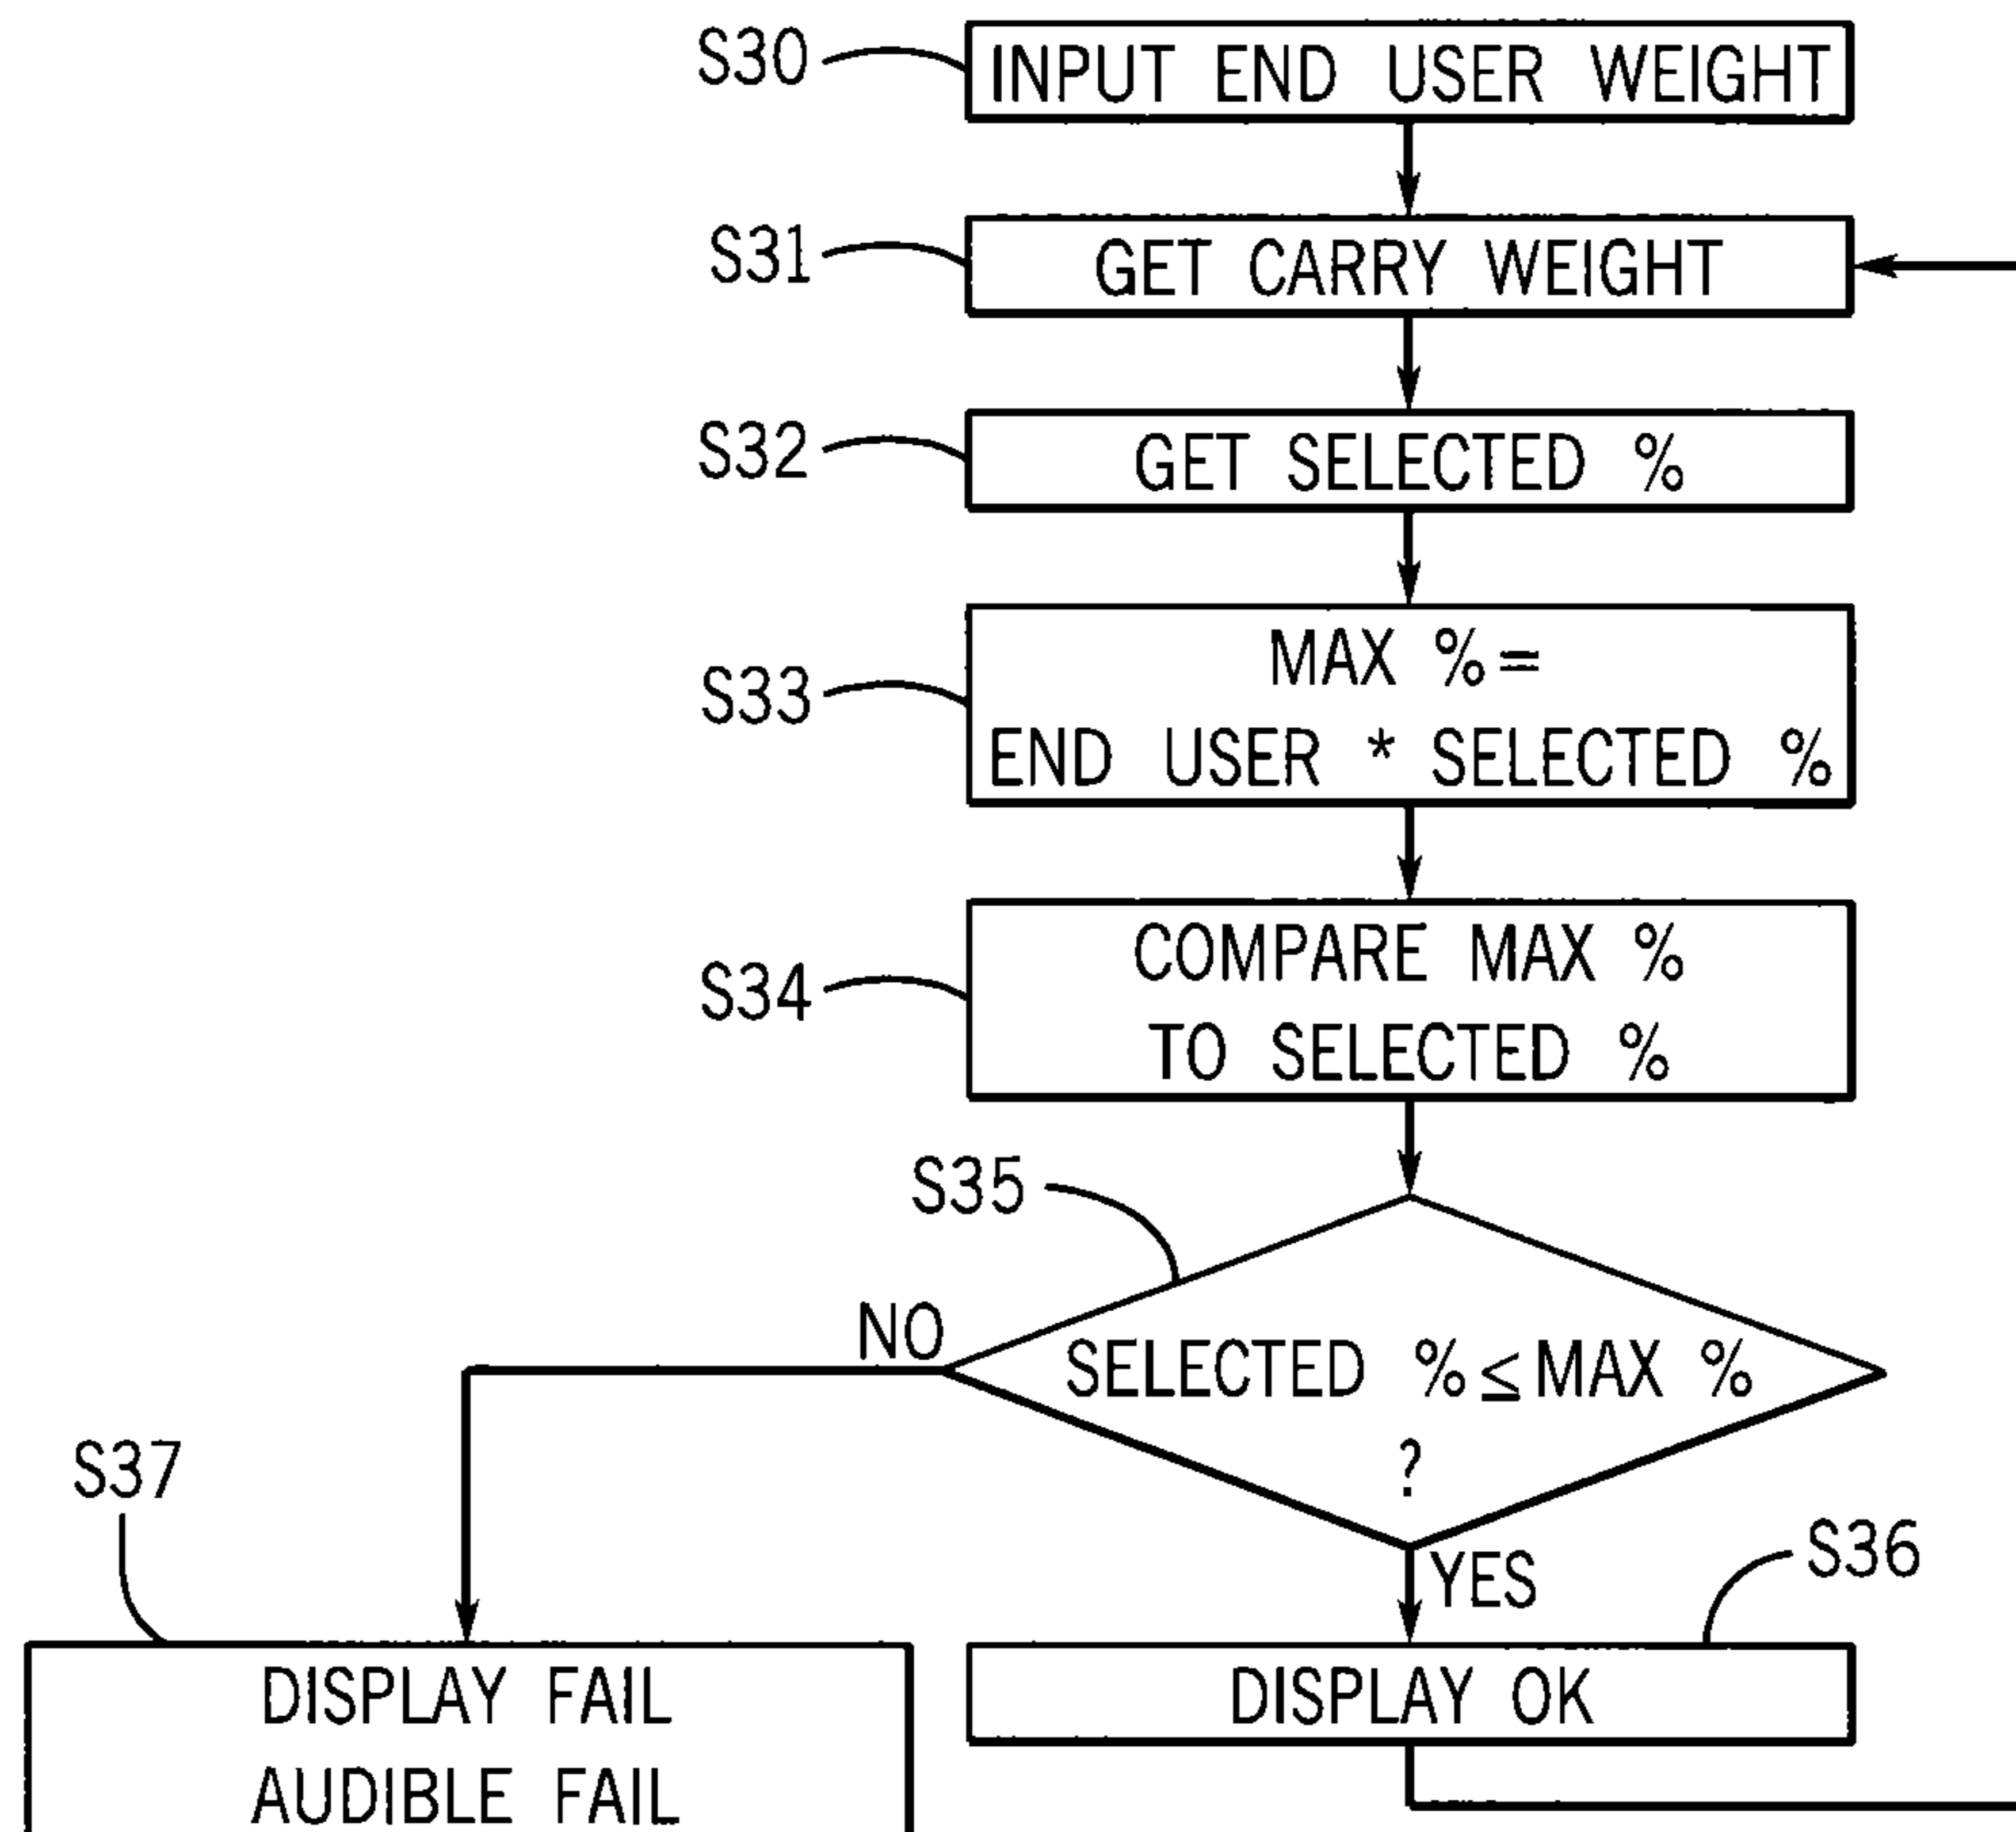 S30
INPUT END USER WEIGHT
S31
GET CARRY WEIGHT
S32
GET SELECTED %
S33
MAX %=
END USER * SELECTED %
S34
COMPARE MAX %
TO SELECTED %
S35
NO
SELECTED %≤MAX %
?
S37
YES
S36
DISPLAY FAIL
AUDIBLE FAIL
DISPLAY OK